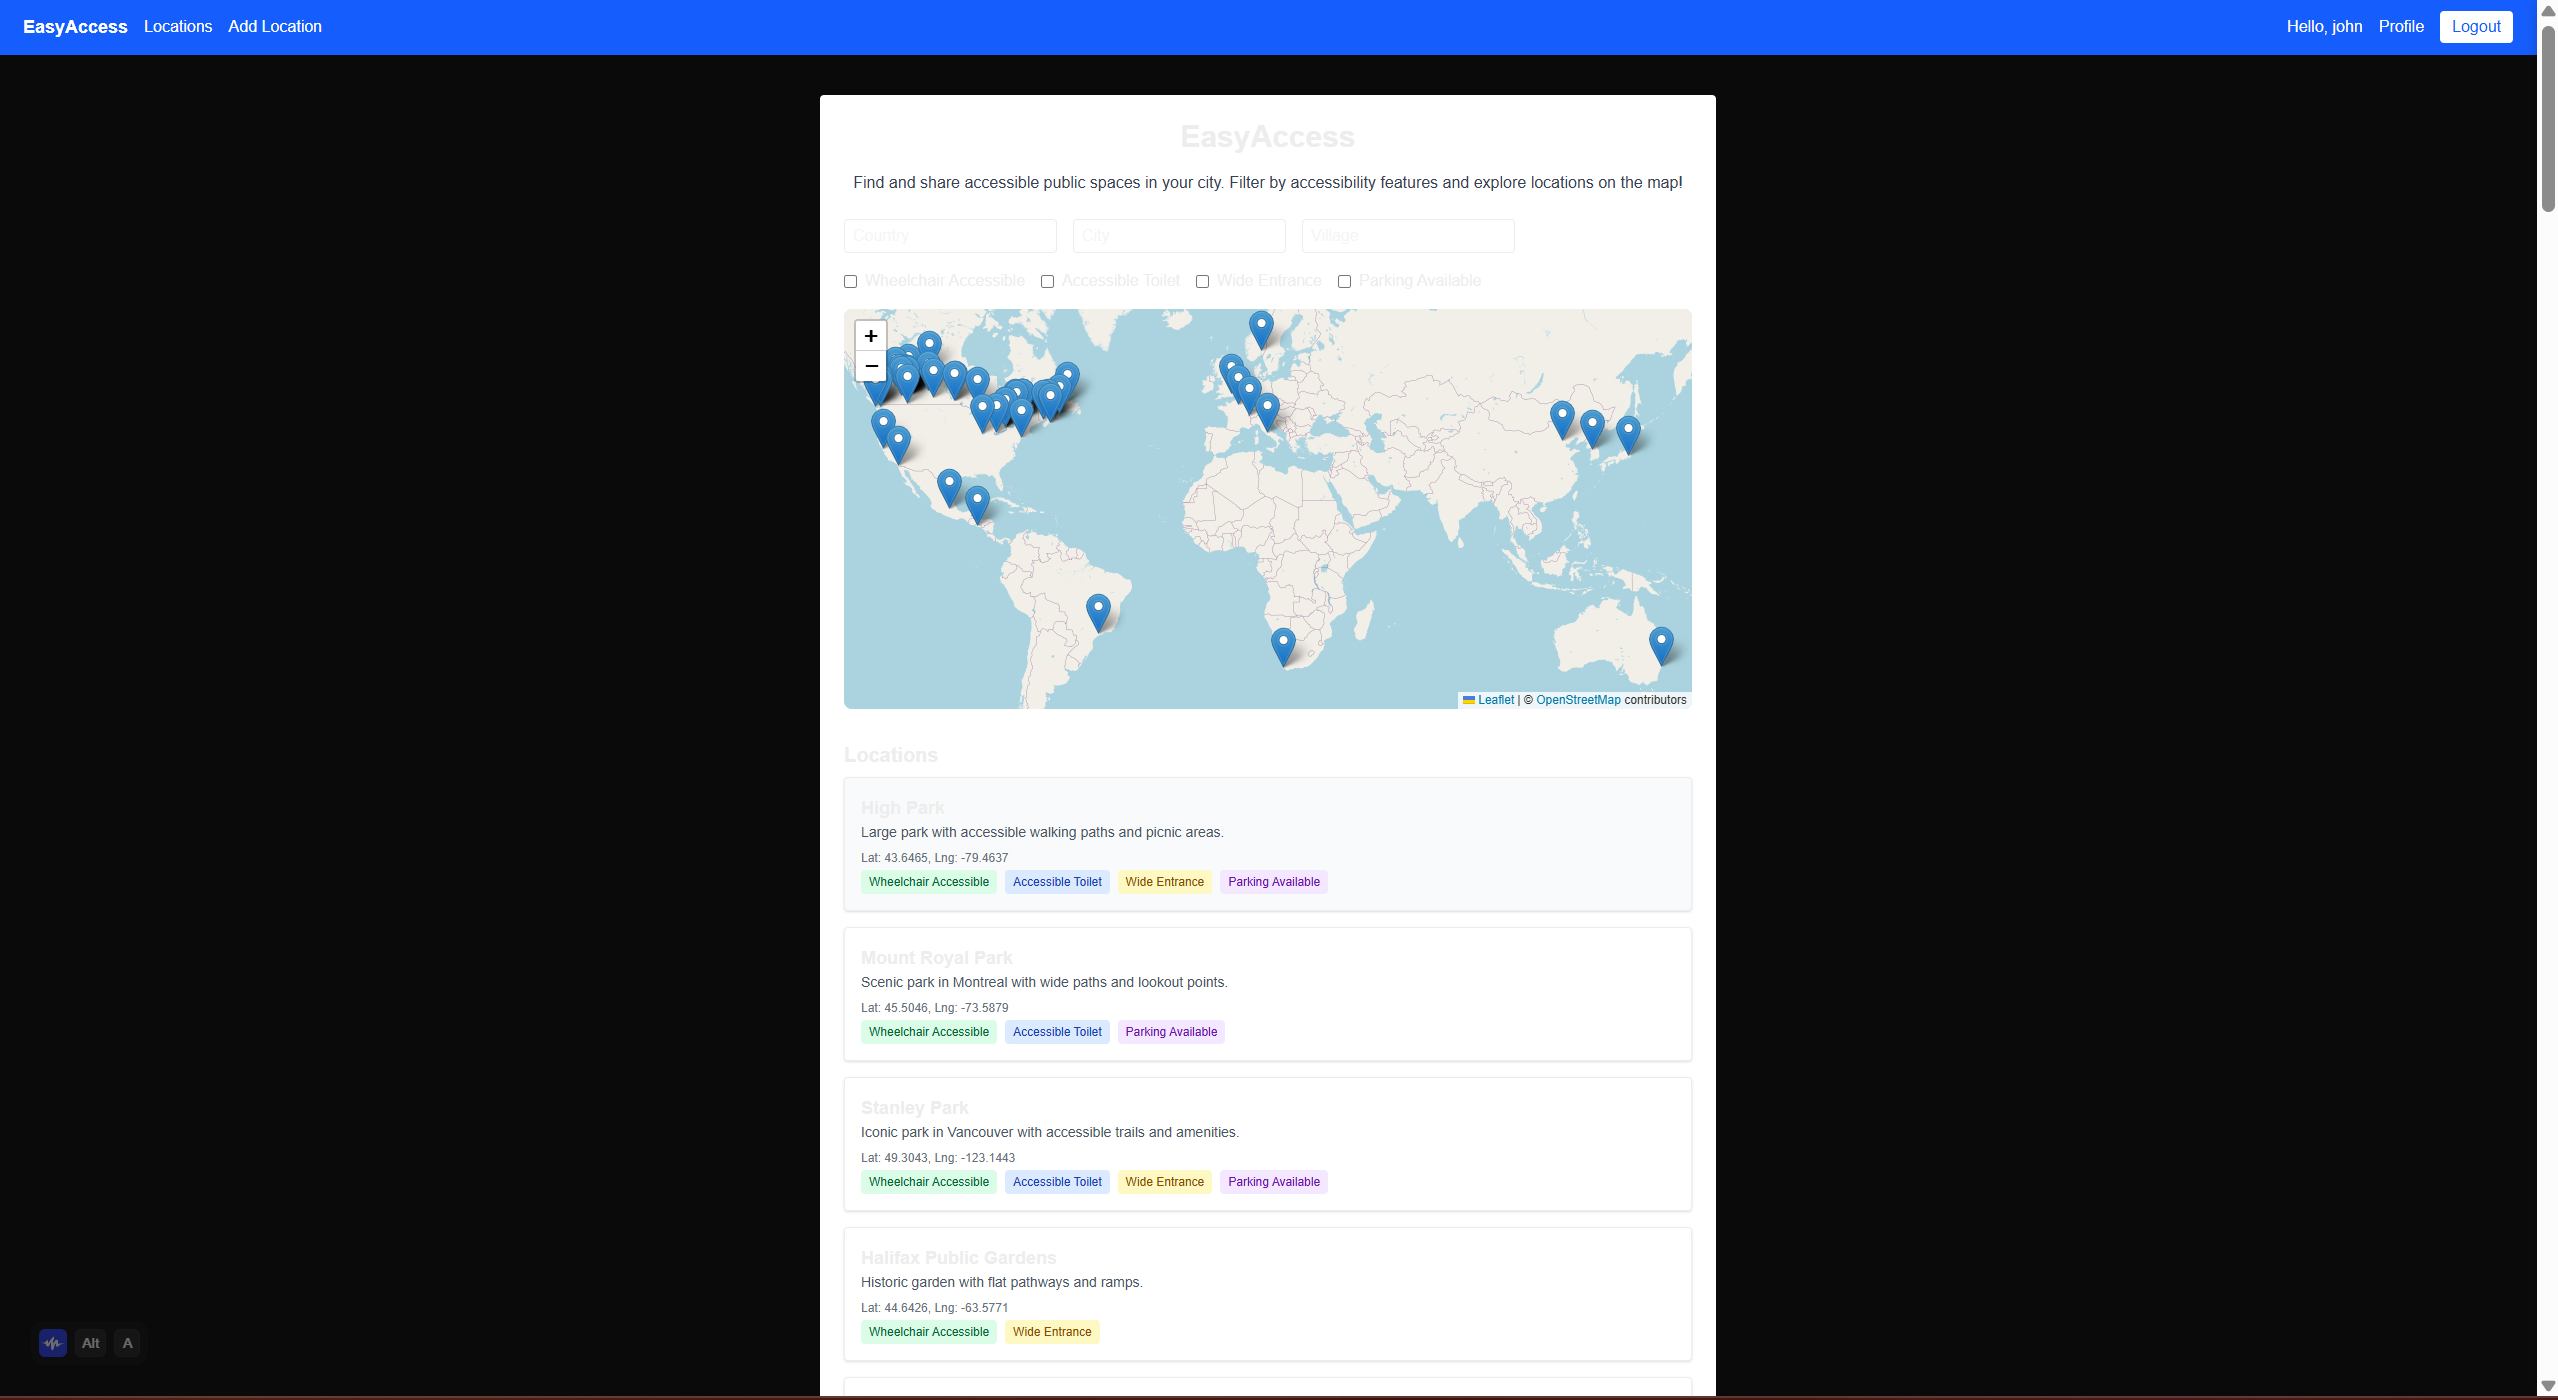 EasyAccess Locations Add Location Hello, john Profile Logout
EasyAccess
Find and share accessible public spaces in your city. Filter by accessibility features and explore locations on the map!
Country City Village
Wheelchair Accessible Accessible Toilet Wide Entrance Parking Available
+
−
Leaflet | © OpenStreetMap contributors
Locations
High Park
Large park with accessible walking paths and picnic areas.
Lat: 43.6465, Lng: -79.4637
Wheelchair Accessible Accessible Toilet Wide Entrance Parking Available
Mount Royal Park
Scenic park in Montreal with wide paths and lookout points.
Lat: 45.5046, Lng: -73.5879
Wheelchair Accessible Accessible Toilet Parking Available
Stanley Park
Iconic park in Vancouver with accessible trails and amenities.
Lat: 49.3043, Lng: -123.1443
Wheelchair Accessible Accessible Toilet Wide Entrance Parking Available
Halifax Public Gardens
Historic garden with flat pathways and ramps.
Lat: 44.6426, Lng: -63.5771
Wheelchair Accessible Wide Entrance
Alt A